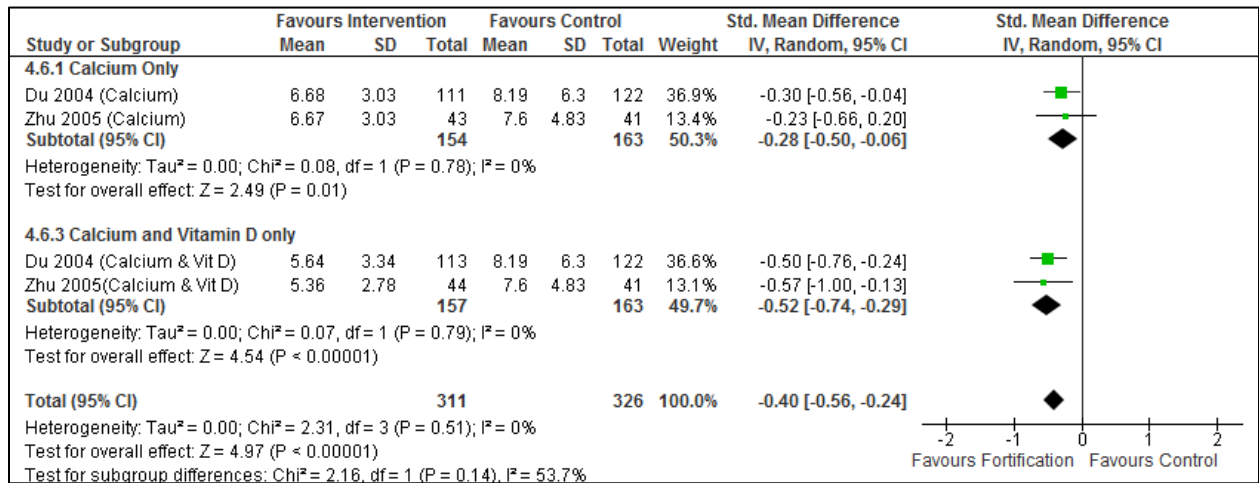 Favours Intervention Favours Control Std. Mean Difference Std. Mean Difference
Study or Subgroup Mean SD Total Mean SD Total Weight IV, Random, 95% CI IV, Random, 95% CI
4.6.1 Calcium Only
Du 2004 (Calcium) 6.68 3.03 111 8.19 6.3 122 36.9% -0.30 [-0.56, -0.04]
Zhu 2005 (Calcium) 6.67 3.03 43 7.6 4.83 41 13.4% -0.23 [-0.66, 0.20]
Subtotal (95% CI) 154 163 50.3% -0.28 [-0.50, -0.06]
Heterogeneity: Tau² = 0.00; Chi² = 0.08, df = 1 (P = 0.78); I² = 0%
Test for overall effect: Z = 2.49 (P = 0.01)
4.6.3 Calcium and Vitamin D only
Du 2004 (Calcium & Vit D) 5.64 3.34 113 8.19 6.3 122 36.6% -0.50 [-0.76, -0.24]
Zhu 2005(Calcium & Vit D) 5.36 2.78 44 7.6 4.83 41 13.1% -0.57 [-1.00, -0.13]
Subtotal (95% CI) 157 163 49.7% -0.52 [-0.74, -0.29]
Heterogeneity: Tau² = 0.00; Chi² = 0.07, df = 1 (P = 0.79); I² = 0%
Test for overall effect: Z = 4.54 (P < 0.00001)
Total (95% CI) 311 326 100.0% -0.40 [-0.56, -0.24]
Heterogeneity: Tau² = 0.00; Chi² = 2.31, df = 3 (P = 0.51); I² = 0%
Test for overall effect: Z = 4.97 (P < 0.00001)
Test for subgroup differences: Chi² = 2.16, df = 1 (P = 0.14), I² = 53.7%
-2 -1 0 1 2
Favours Fortification Favours Control